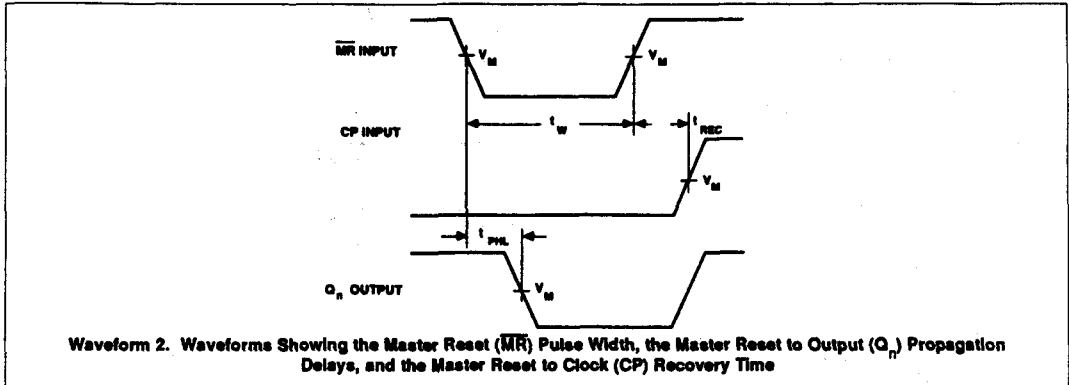 M̅R̅ INPUT
V_M
V_M
t_W
t_REC
CP INPUT
V_M
t_PHL
Q_n OUTPUT
V_M
Waveform 2. Waveforms Showing the Master Reset (M̅R̅) Pulse Width, the Master Reset to Output (Q_n) Propagation
Delays, and the Master Reset to Clock (CP) Recovery Time